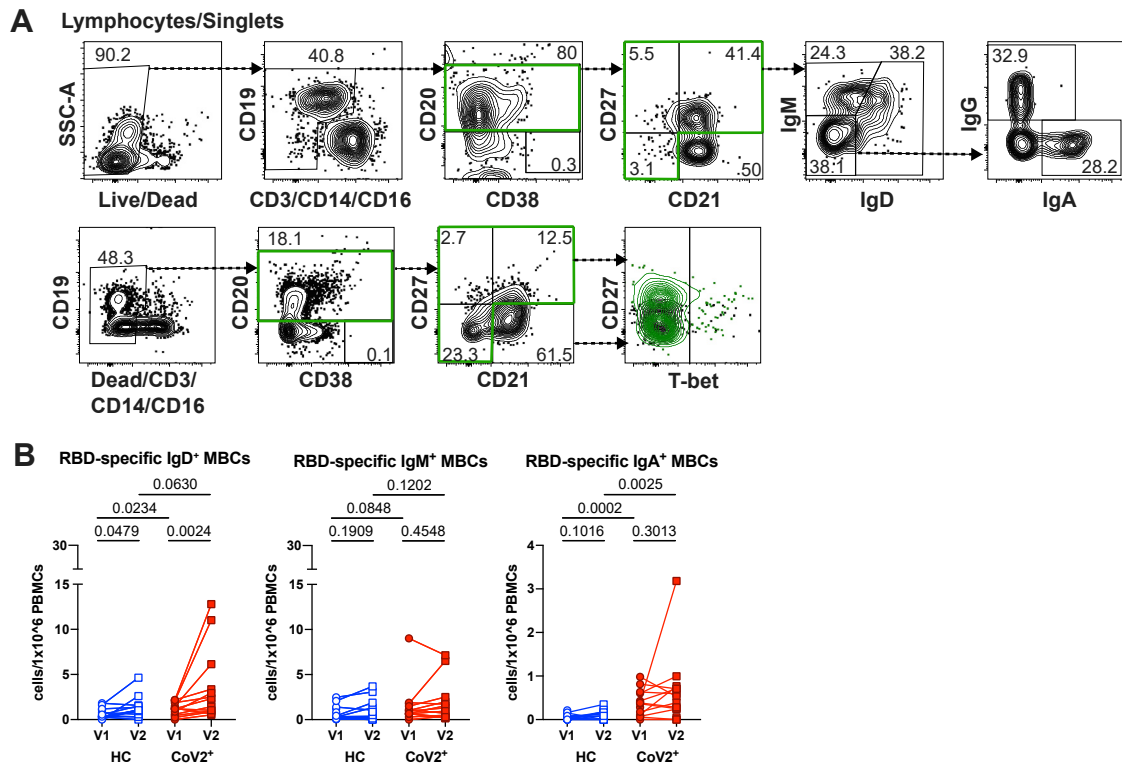 A Lymphocytes/Singlets
90.2
SSC-A
Live/Dead
40.8
CD19
CD3/CD14/CD16
80
CD20
0.3
CD38
5.5 41.4
CD27
3.1 .50
CD21
24.3 38.2
IgM
38.1
IgD
32.9
IgG
28.2
IgA
48.3
CD19
Dead/CD3/
CD14/CD16
18.1
CD20
0.1
CD38
2.7 12.5
CD27
23.3 61.5
CD21
CD27
T-bet
B
RBD-specific IgD⁺ MBCs
0.0630
0.0234
0.0479 0.0024
cells/1x10^6 PBMCs
30
15
10
5
0
V1 V2 V1 V2
HC CoV2⁺
RBD-specific IgM⁺ MBCs
0.1202
0.0848
0.1909 0.4548
cells/1x10^6 PBMCs
30
15
10
5
0
V1 V2 V1 V2
HC CoV2⁺
RBD-specific IgA⁺ MBCs
0.0025
0.0002
0.1016 0.3013
cells/1x10^6 PBMCs
4
3
2
1
0
V1 V2 V1 V2
HC CoV2⁺